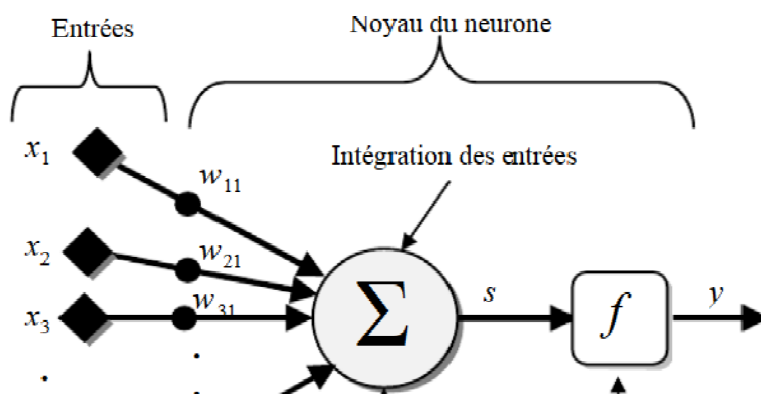 Entrées
Noyau du neurone
Intégration des entrées
x1
w11
x2
w21
x3
w31
Σ
s
f
y